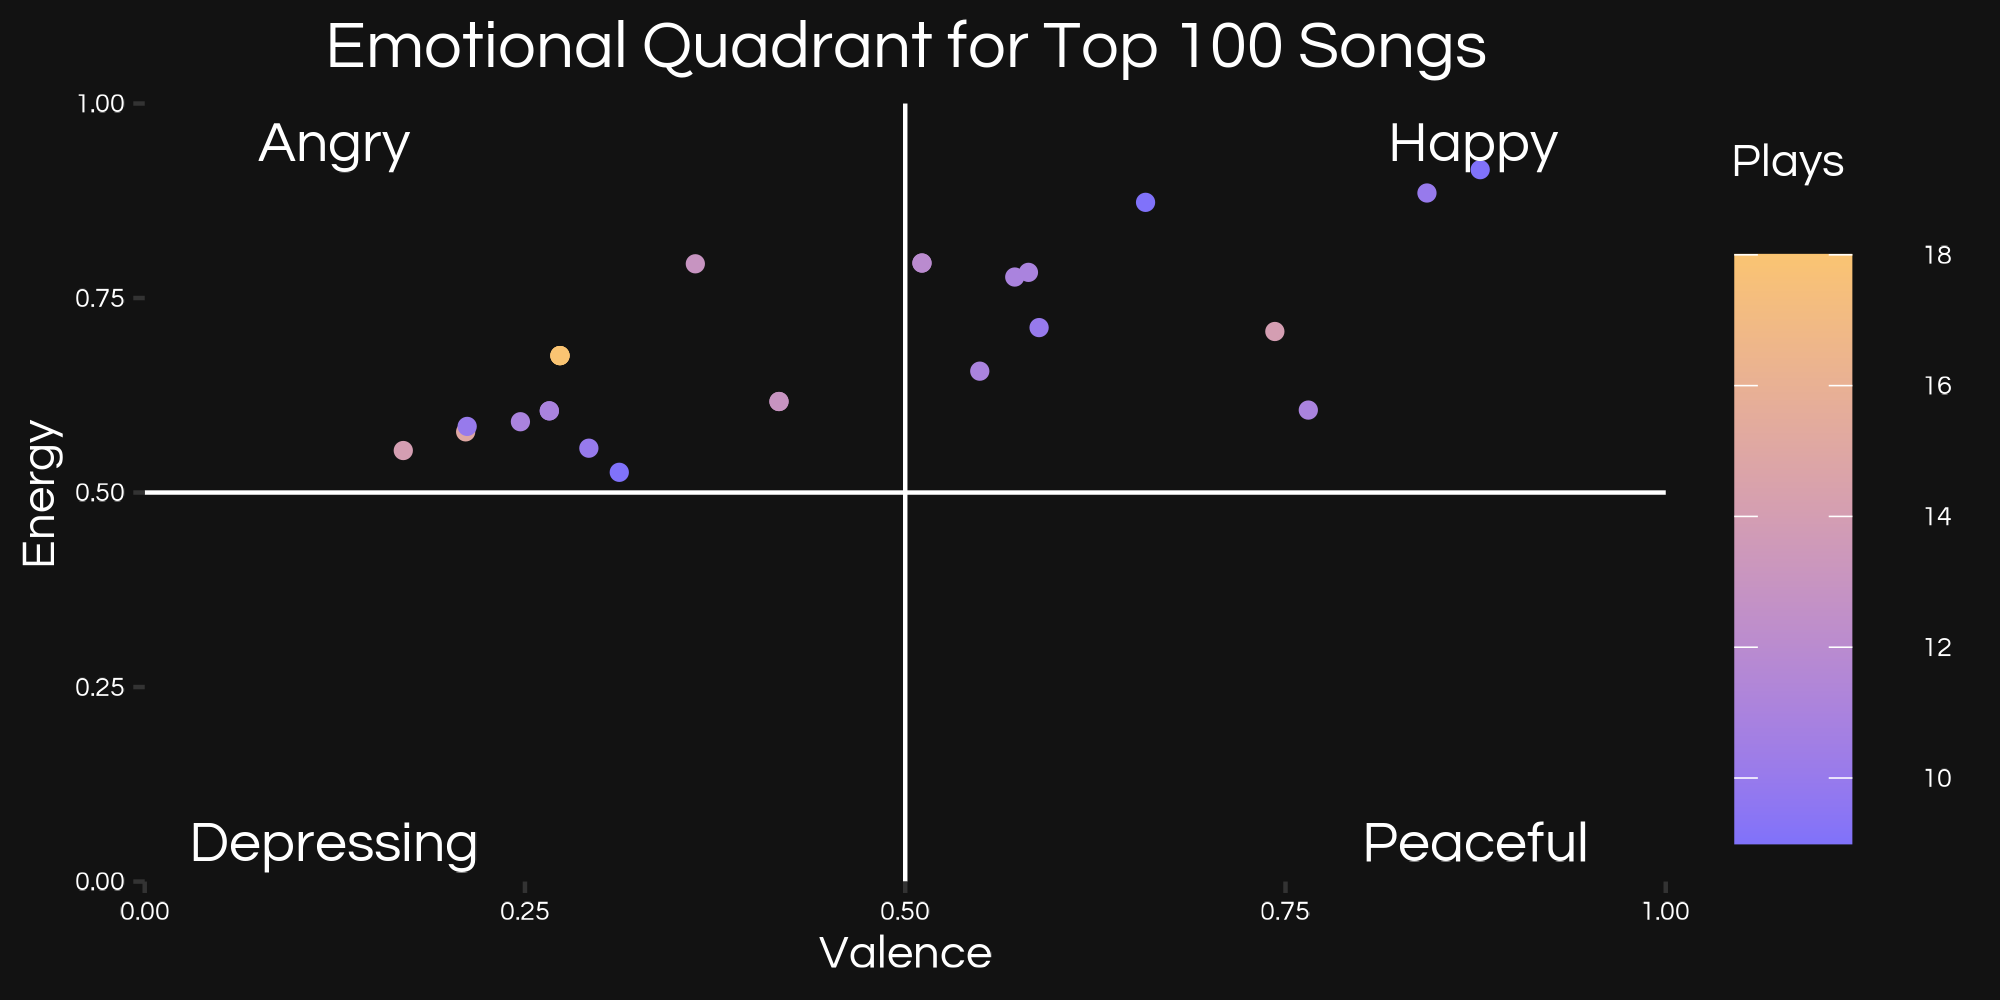 Emotional Quadrant for Top 100 Songs
Angry
Happy
Depressing
Peaceful
Energy
1.00
0.75
0.50
0.25
0.00
0.00
0.25
0.50
0.75
1.00
Valence
Plays
18
16
14
12
10